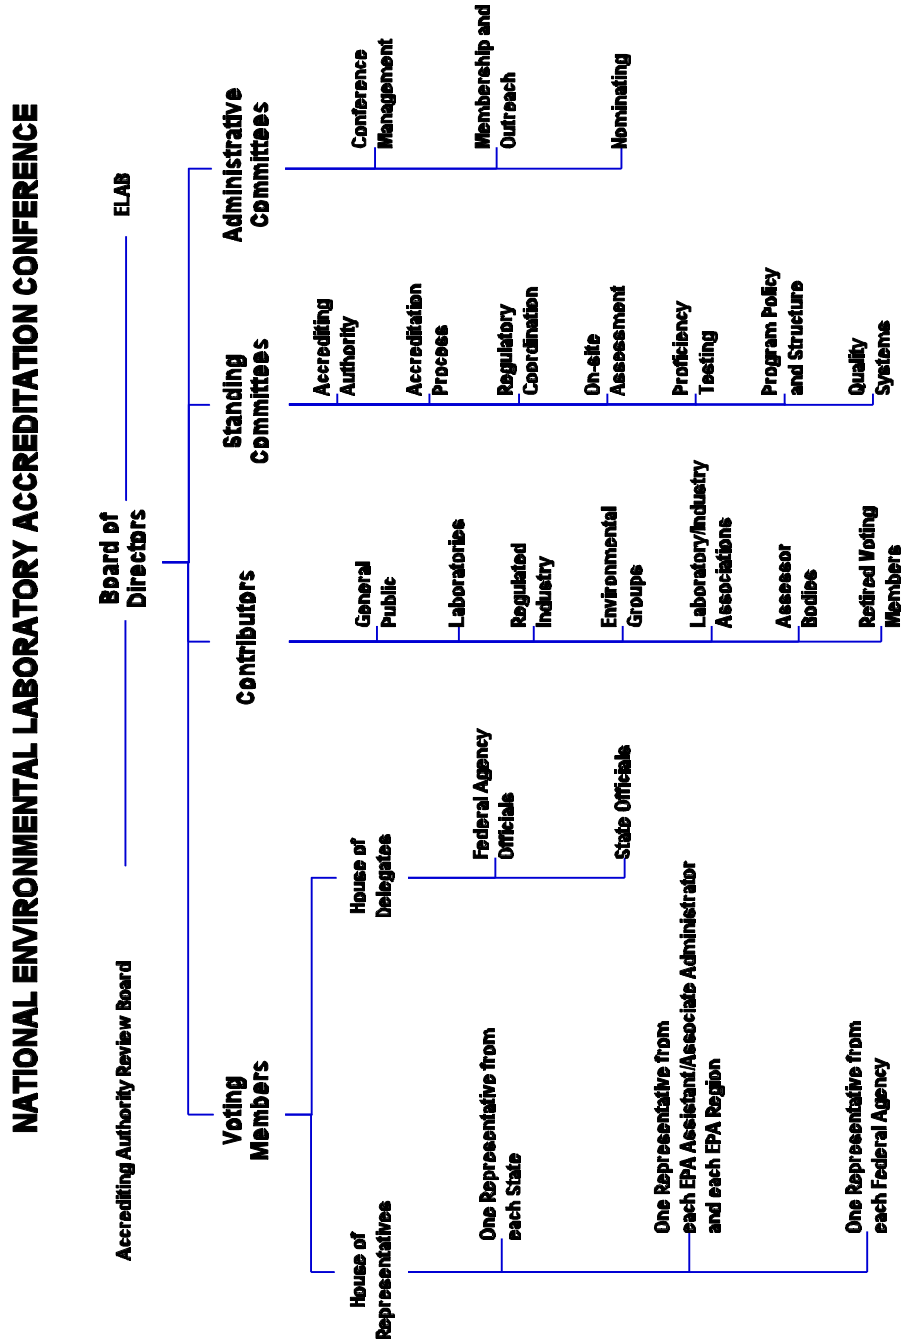 NATIONAL ENVIRONMENTAL LABORATORY ACCREDITATION CONFERENCE
Accrediting Authority Review Board
Board of
Directors
ELAB
Voting
Members
House of
Representatives
One Representative from
each State
One Representative from
each EPA Assistant/Associate Administrator
and each EPA Region
One Representative from
each Federal Agency
House of
Delegates
Federal Agency
Officials
State Officials
Contributors
General
Public
Laboratories
Regulated
Industry
Environmental
Groups
Laboratory/Industry
Associations
Assessor
Bodies
Retired Voting
Members
Standing
Committees
Accrediting
Authority
Accreditation
Process
Regulatory
Coordination
On-site
Assessment
Proficiency
Testing
Program Policy
and Structure
Quality
Systems
Administrative
Committees
Conference
Management
Membership and
Outreach
Nominating